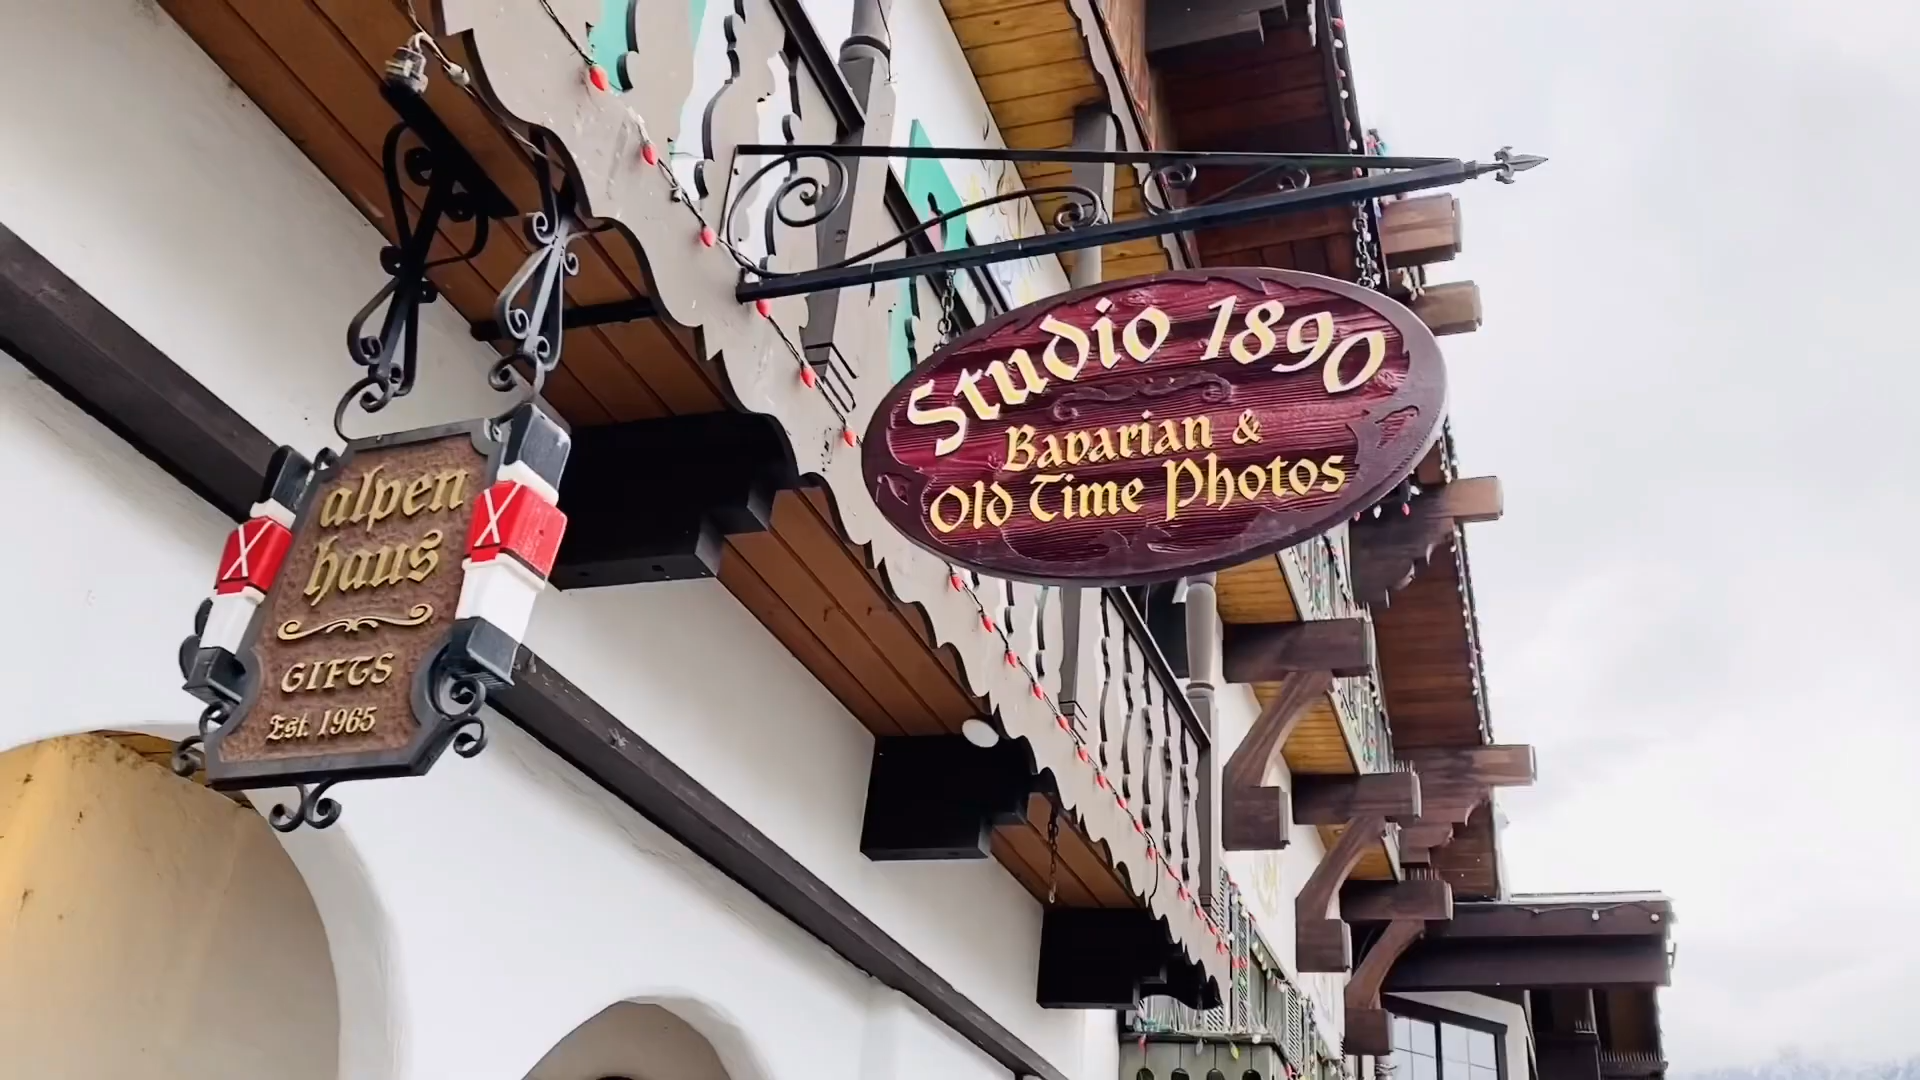 alpen
haus
GIFTS
Est. 1965
Studio 1890
Bavarian &
Old Time Photos